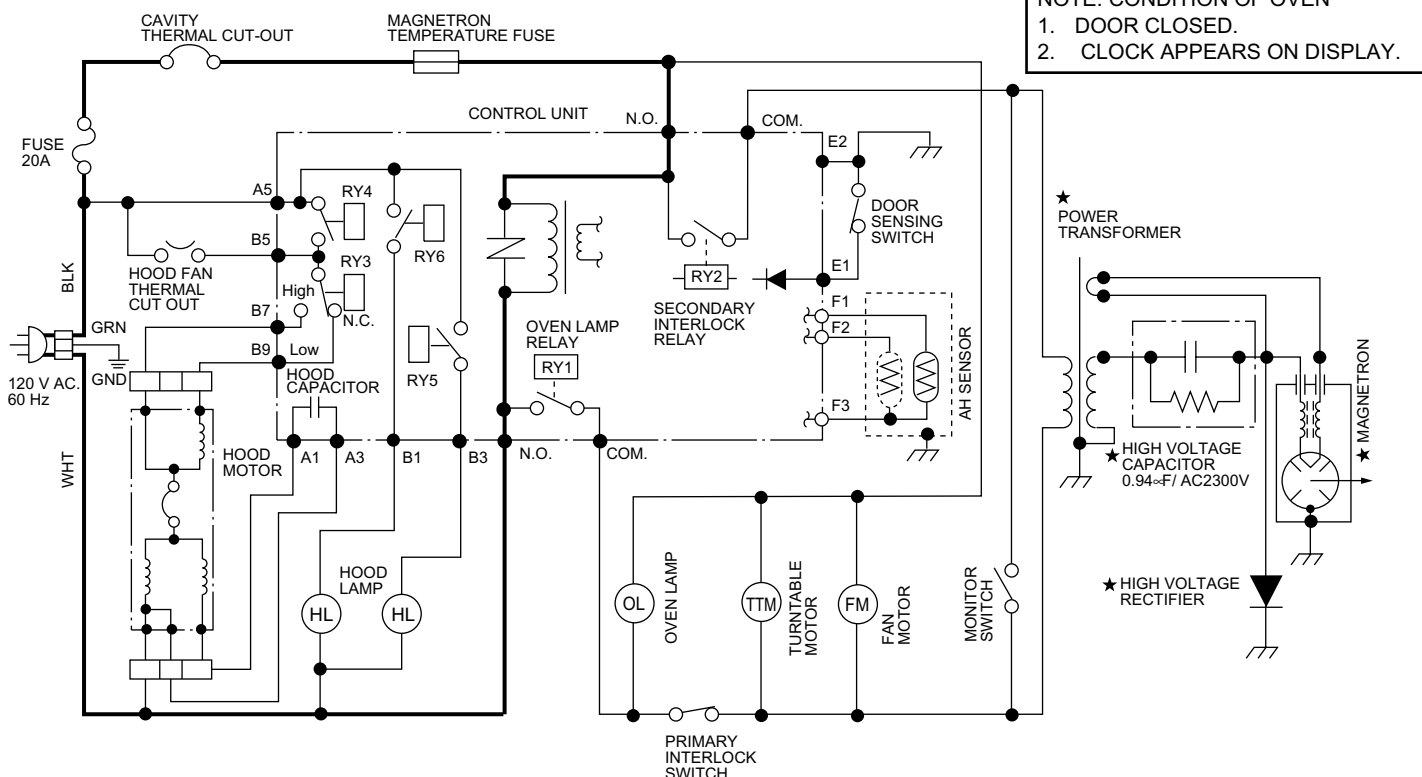 NOTE: CONDITION OF OVEN
1. DOOR CLOSED.
2. CLOCK APPEARS ON DISPLAY.
CAVITY
THERMAL CUT-OUT
MAGNETRON
TEMPERATURE FUSE
CONTROL UNIT
N.O.
COM.
FUSE
20A
E2
A5
RY4
DOOR
SENSING
SWITCH
★
POWER
TRANSFORMER
B5
RY3
RY6
HOOD FAN
THERMAL
CUT OUT
BLK
High
N.C.
RY2
E1
B7
SECONDARY
INTERLOCK
RELAY
F1
F2
GRN
B9
Low
OVEN LAMP
RELAY
RY1
RY5
GND
120 V AC.
60 Hz
HOOD
CAPACITOR
AH SENSOR
F3
★ MAGNETRON
HOOD
MOTOR
A1
A3
B1
B3
N.O.
COM.
★ HIGH VOLTAGE
CAPACITOR
0.94∝F/ AC2300V
WHT
HOOD
LAMP
HL
HL
OL
OVEN LAMP
TTM
TURNTABLE
MOTOR
FM
FAN
MOTOR
MONITOR
SWITCH
★ HIGH VOLTAGE
RECTIFIER
PRIMARY
INTERLOCK
SWITCH